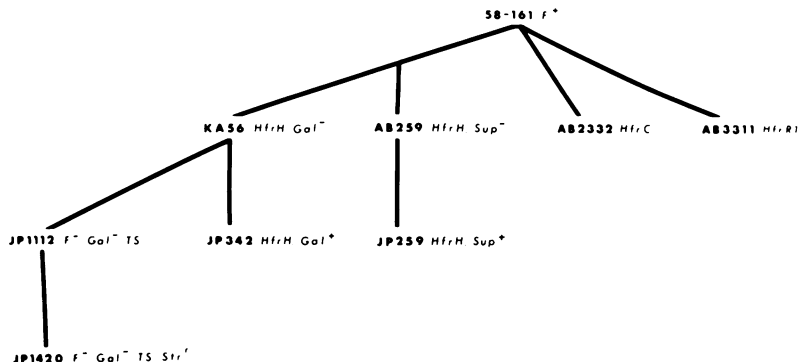 58-161 F+
KA56 HfrH Gal− AB259 HfrH Sup− AB2332 HfrC AB3311 HfrR1
JP1112 F− Gal− TS JP342 HfrH Gal+ JP259 HfrH Sup+
JP1420 F− Gal− TS Strr